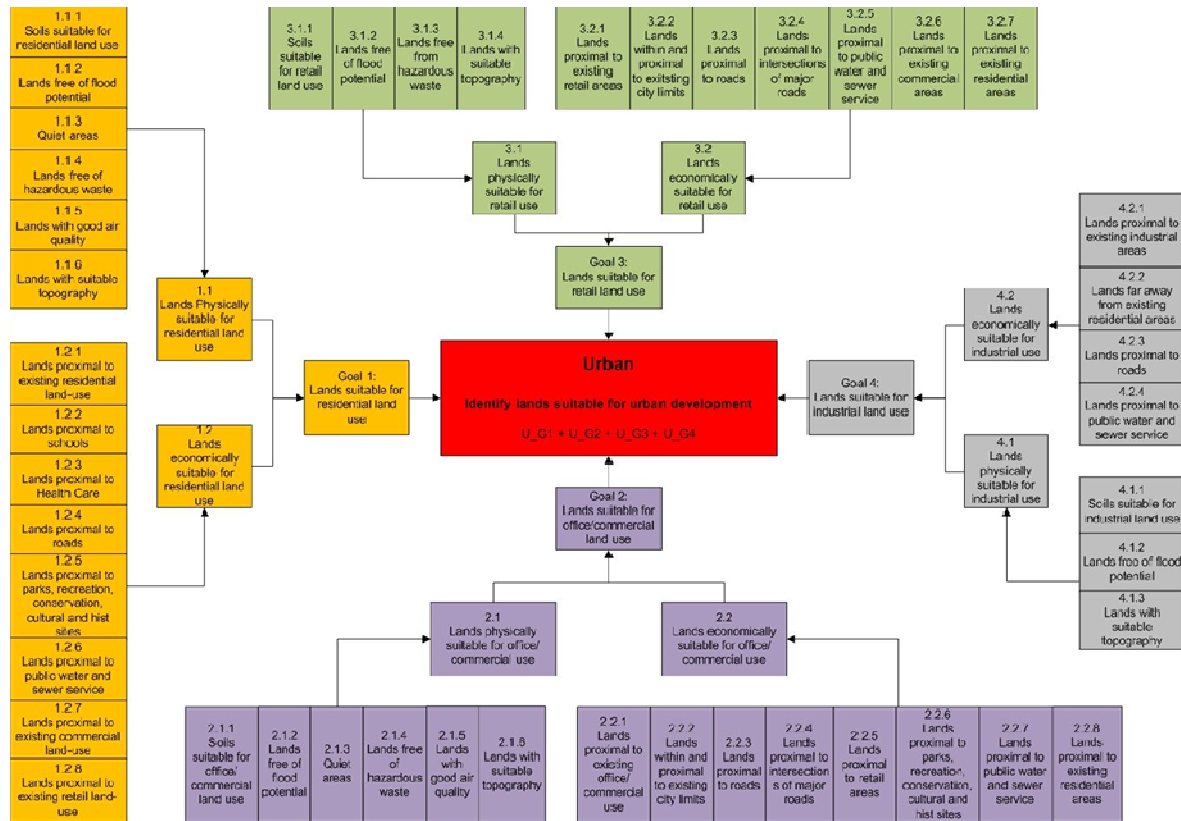 1.1.1
Soils suitable for
residential land use
1.1.2
Lands free of flood
potential
1.1.3
Quiet areas
1.1.4
Lands free of
hazardous waste
1.1.5
Lands with good air
quality
1.1.6
Lands with suitable
topography
1.1
Lands Physically
suitable for
residential land
use
1.2.1
Lands proximal to
existing residential
land-use
1.2.2
Lands proximal to
schools
1.2.3
Lands proximal to
Health Care
1.2.4
Lands proximal to
roads
1.2.5
Lands proximal to
parks, recreation,
conservation,
cultural and hist
sites
1.2.6
Lands proximal to
public water and
sewer service
1.2.7
Lands proximal to
existing commercial
land-use
1.2.8
Lands proximal to
existing retail land-
use
1.2
Lands
economically
suitable for
residential land
use
Goal 1:
Lands suitable for
residential land
use
3.1.1
Soils
suitable
for retail
land use
3.1.2
Lands free
of flood
potential
3.1.3
Lands free
from
hazardous
waste
3.1.4
Lands with
suitable
topography
3.2.1
Lands
proximal to
existing
retail areas
3.2.2
Lands
within and
proximal
to exitsting
city limits
3.2.3
Lands
proximal
to roads
3.2.4
Lands
proximal to
intersections
of major
roads
3.2.5
Lands
proximal
to public
water and
sewer
service
3.2.6
Lands
proximal to
existing
commercial
areas
3.2.7
Lands
proximal to
existing
residential
areas
3.1
Lands
physically
suitable for
retail use
3.2
Lands
economically
suitable for
retail use
Goal 3:
Lands suitable for
retail land use
Urban
Identify lands suitable for urban development
U_G1 + U_G2 + U_G3 + U_G4
Goal 4:
Lands suitable for
industrial land use
4.2
Lands
economically
suitable for
industrial use
4.2.1
Lands proximal to
existing industrial
areas
4.2.2
Lands far away
from existing
residential areas
4.2.3
Lands proximal to
roads
4.2.4
Lands proximal to
public water and
sewer service
4.1
Lands
physically
suitable for
industrial use
4.1.1
Soils suitable for
industrial land use
4.1.2
Lands free of flood
potential
4.1.3
Lands with
suitable
topography
Goal 2:
Lands suitable for
office/commercial
land use
2.1
Lands physically
suitable for office/
commercial use
2.2
Lands economically
suitable for office/
commercial use
2.1.1
Soils
suitable for
office/
commercial
land use
2.1.2
Lands
free of
flood
potential
2.1.3
Quiet
areas
2.1.4
Lands free
of
hazardous
waste
2.1.5
Lands
with
good air
quality
2.1.6
Lands with
suitable
topography
2.2.1
Lands
proximal to
existing
office/
commercial
use
2.2.2
Lands
within and
proximal
to existing
city limits
2.2.3
Lands
proximal
to roads
2.2.4
Lands
proximal to
intersection
s of major
roads
2.2.5
Lands
proximal
to retail
areas
2.2.6
Lands
proximal to
parks,
recreation,
conservation,
cultural and
hist sites
2.2.7
Lands
proximal to
public water
and sewer
service
2.2.8
Lands
proximal to
existing
residential
areas